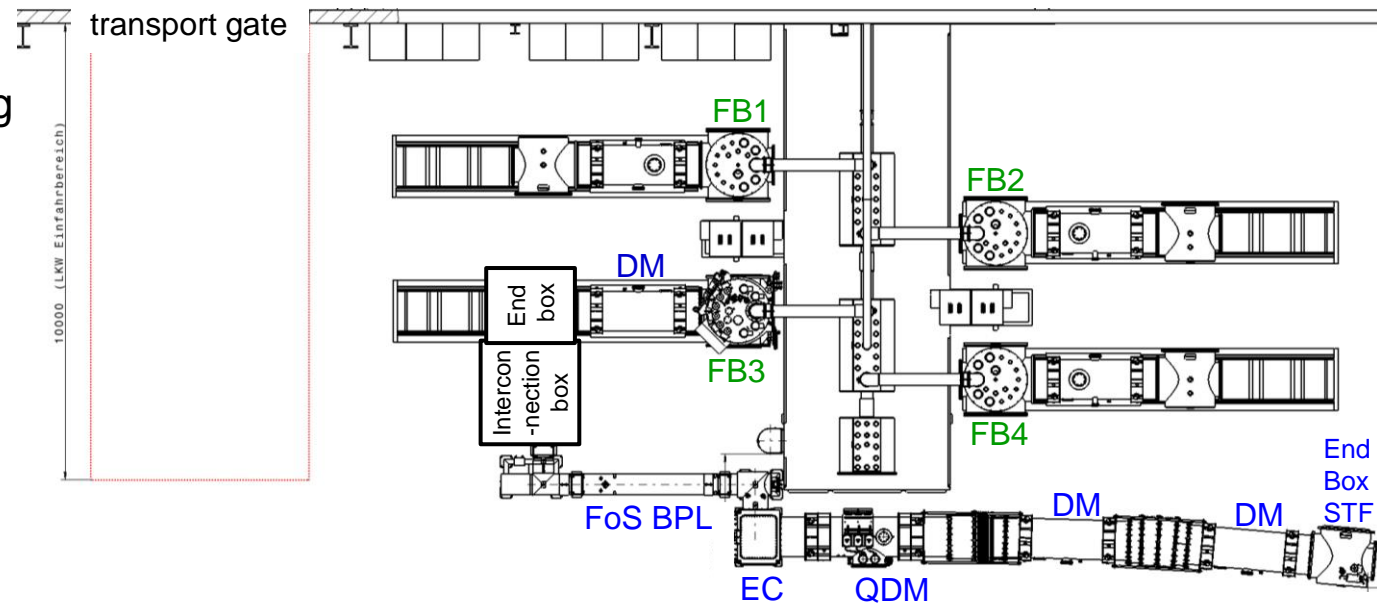 transport gate
g
10000 (LKW Einfahrbereich)
FB1
FB2
DM
End
box
FB3
Intercon
-nection
box
FB4
End
Box
STF
FoS BPL
DM
DM
EC
QDM